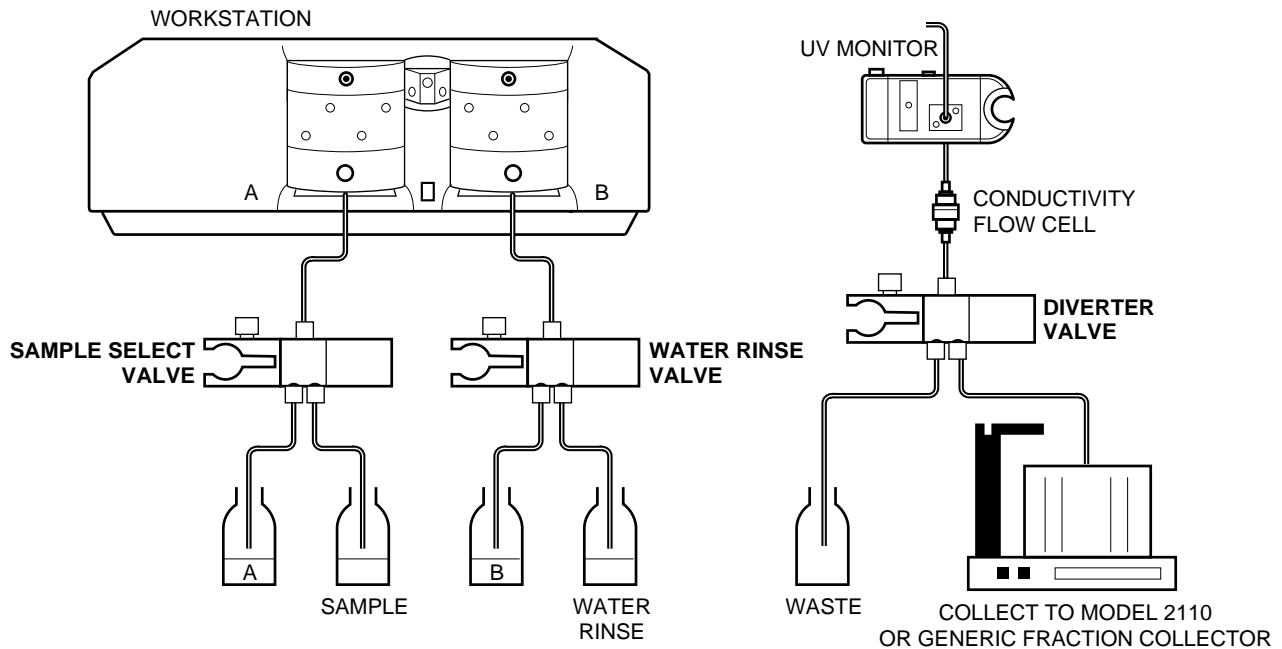 WORKSTATION
A
B
SAMPLE SELECT
VALVE
WATER RINSE
VALVE
A
SAMPLE
B
WATER
RINSE
UV MONITOR
CONDUCTIVITY
FLOW CELL
DIVERTER
VALVE
WASTE
COLLECT TO MODEL 2110
OR GENERIC FRACTION COLLECTOR